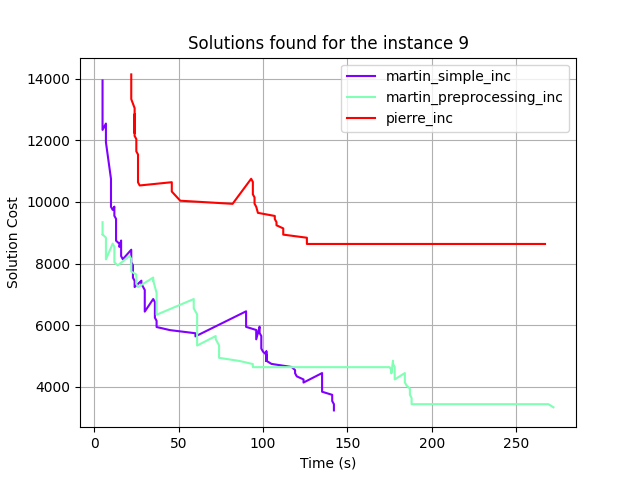 Solutions found for the instance 9
martin_simple_inc
martin_preprocessing_inc
pierre_inc
14000
12000
10000
8000
6000
4000
Solution Cost
0
50
100
150
200
250
Time (s)